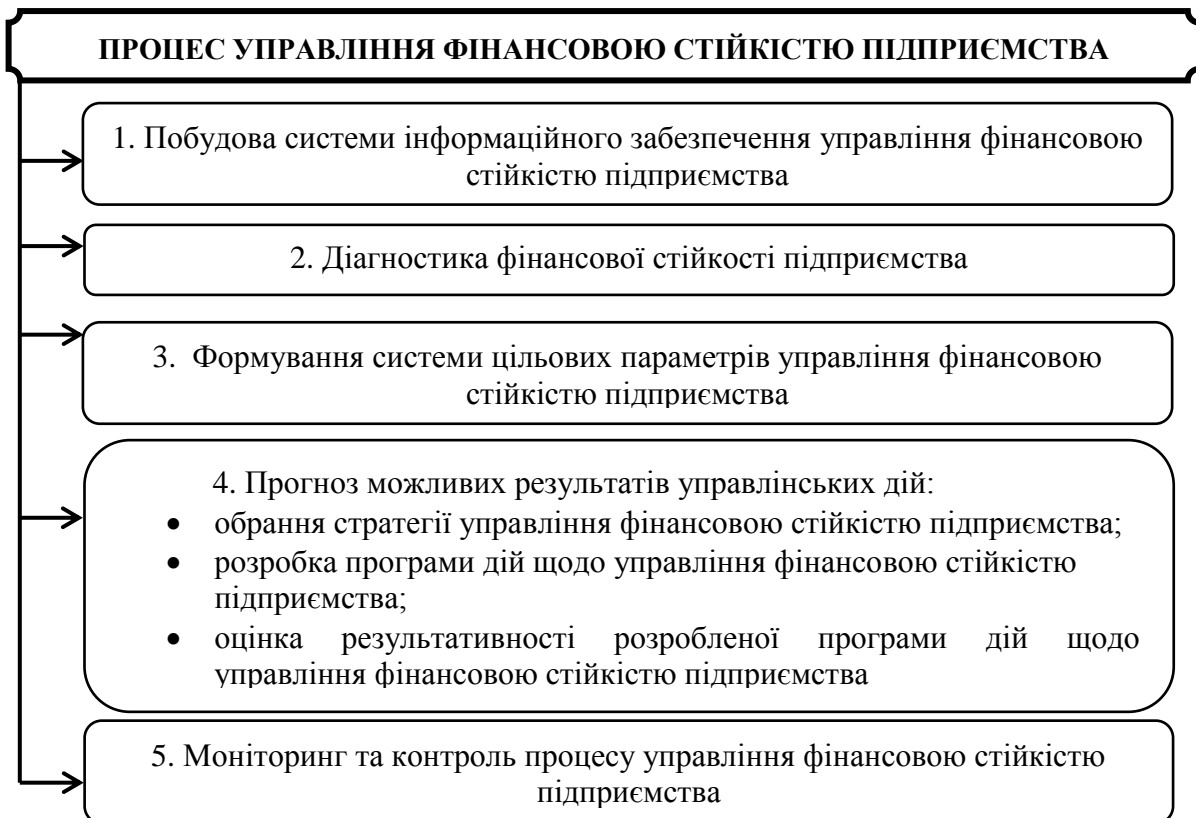 ПРОЦЕС УПРАВЛІННЯ ФІНАНСОВОЮ СТІЙКІСТЮ ПІДПРИЄМСТВА
1. Побудова системи інформаційного забезпечення управління фінансовою
стійкістю підприємства
2. Діагностика фінансової стійкості підприємства
3. Формування системи цільових параметрів управління фінансовою
стійкістю підприємства
4. Прогноз можливих результатів управлінських дій:
• обрання стратегії управління фінансовою стійкістю підприємства;
• розробка програми дій щодо управління фінансовою стійкістю
підприємства;
• оцінка результативності розробленої програми дій щодо
управління фінансовою стійкістю підприємства
5. Моніторинг та контроль процесу управління фінансовою стійкістю
підприємства